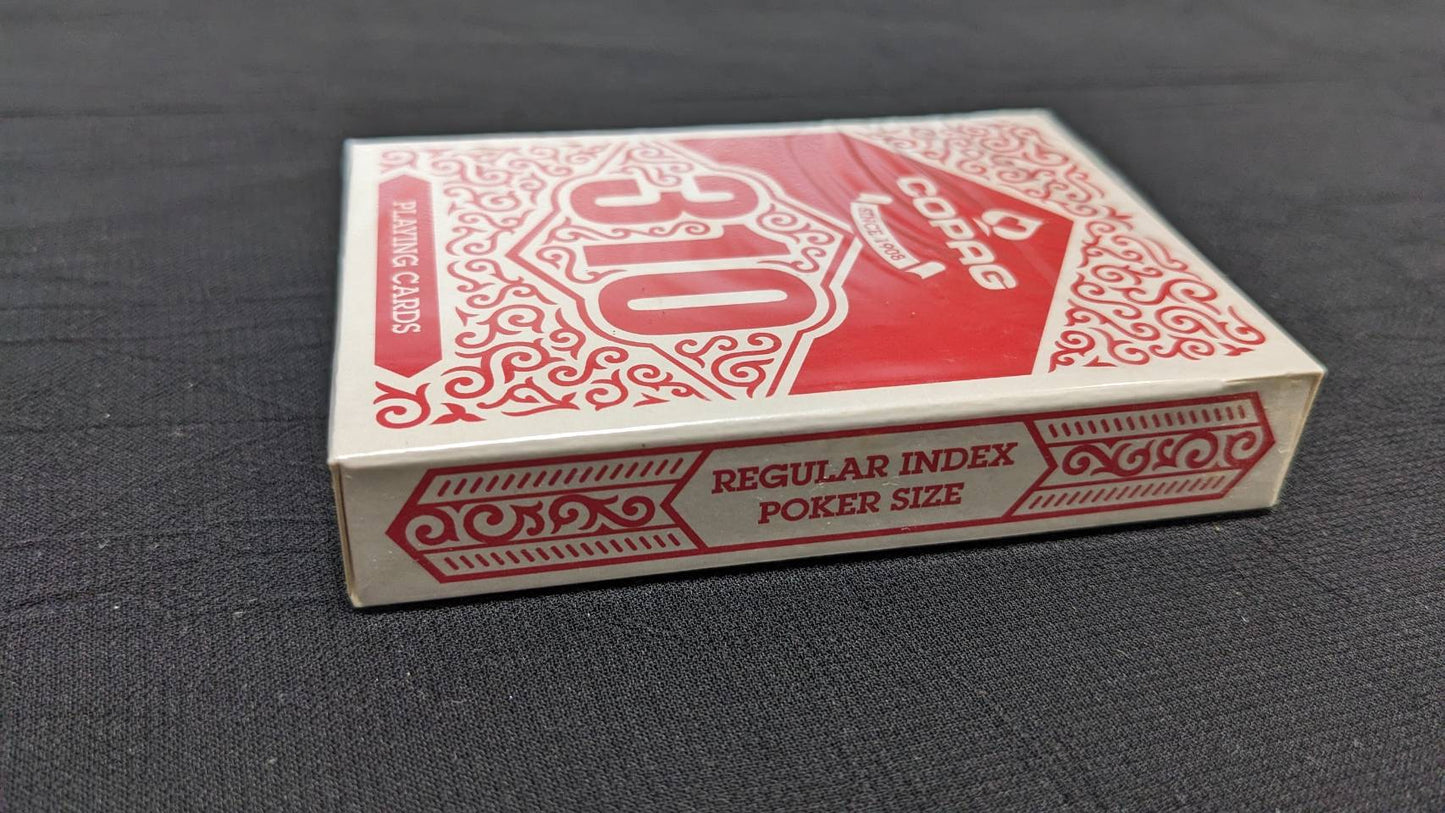 COPAG
SINCE 1908
310
PLAYING CARDS
REGULAR INDEX
POKER SIZE